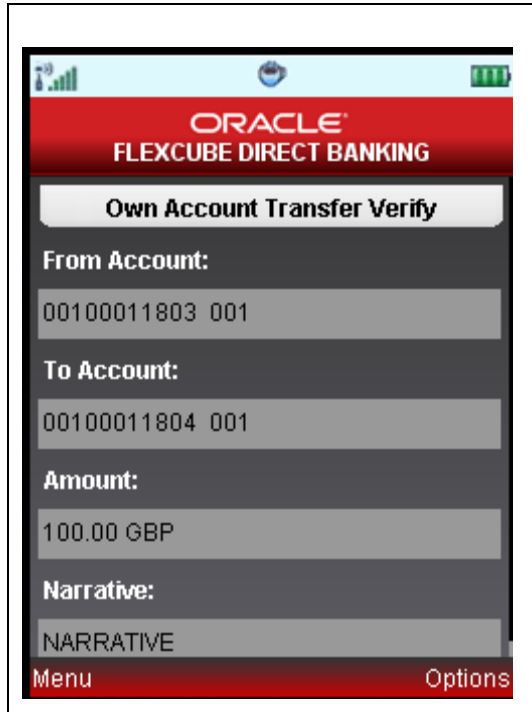 ORACLE
FLEXCUBE DIRECT BANKING
Own Account Transfer Verify
From Account:
00100011803 001
To Account:
00100011804 001
Amount:
100.00 GBP
Narrative:
NARRATIVE
Menu Options